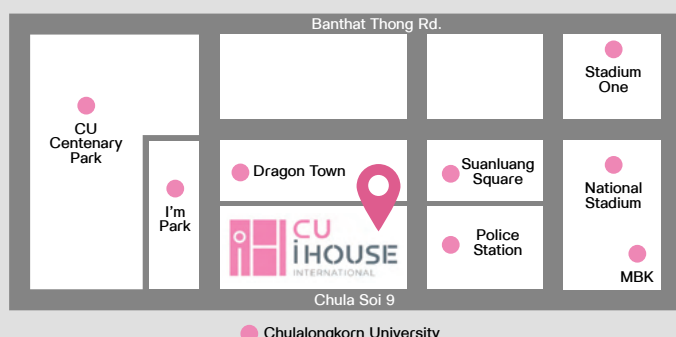 Banthat Thong Rd.
Stadium
One
CU
Centenary
Park
Dragon Town
Suanluang
Square
National
Stadium
I'm
Park
CU
iHOUSE
INTERNATIONAL
Police
Station
MBK
Chula Soi 9
Chulalongkorn University